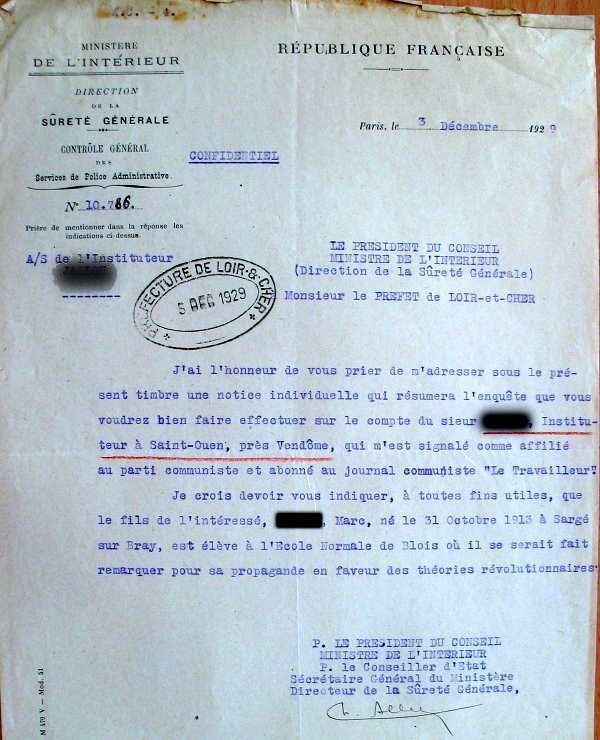 MINISTERE
DE L'INTÉRIEUR
DIRECTION
DE LA
SÛRETÉ GÉNÉRALE
CONTRÔLE GÉNÉRAL
DES
Services de Police Administrative
N° 10.786.
Prière de mentionner dans la réponse les
indications ci-dessus.
RÉPUBLIQUE FRANÇAISE
Paris, le 3 Décembre 1929
CONFIDENTIEL
A/S de l'Instituteur
PRÉFECTURE DE LOIR-&-CHER
5 DEC 1929
LE PRESIDENT DU CONSEIL
MINISTRE DE L'INTERIEUR
(Direction de la Sûreté Générale)
Monsieur le PREFET de LOIR-et-CHER
J'ai l'honneur de vous prier de m'adresser sous le pré-
sent timbre une notice individuelle qui résumera l'enquête que vous
voudrez bien faire effectuer sur le compte du sieur , Institu-
teur à Saint-Ouen, près Vendôme, qui m'est signalé comme affilié
au parti communiste et abonné au journal communiste "Le Travailleur".
Je crois devoir vous indiquer, à toutes fins utiles, que
le fils de l'intéressé, , Marc, né le 31 Octobre 1913 à Sargé
sur Bray, est élève à l'Ecole Normale de Blois où il se serait fait
remarquer pour sa propagande en faveur des théories révolutionnaires
P. LE PRESIDENT DU CONSEIL
MINISTRE DE L'INTERIEUR
P. le Conseiller d'Etat
Sécrétaire Général du Ministère
Directeur de la Sûreté Générale,
M 479 V – Mod. 51